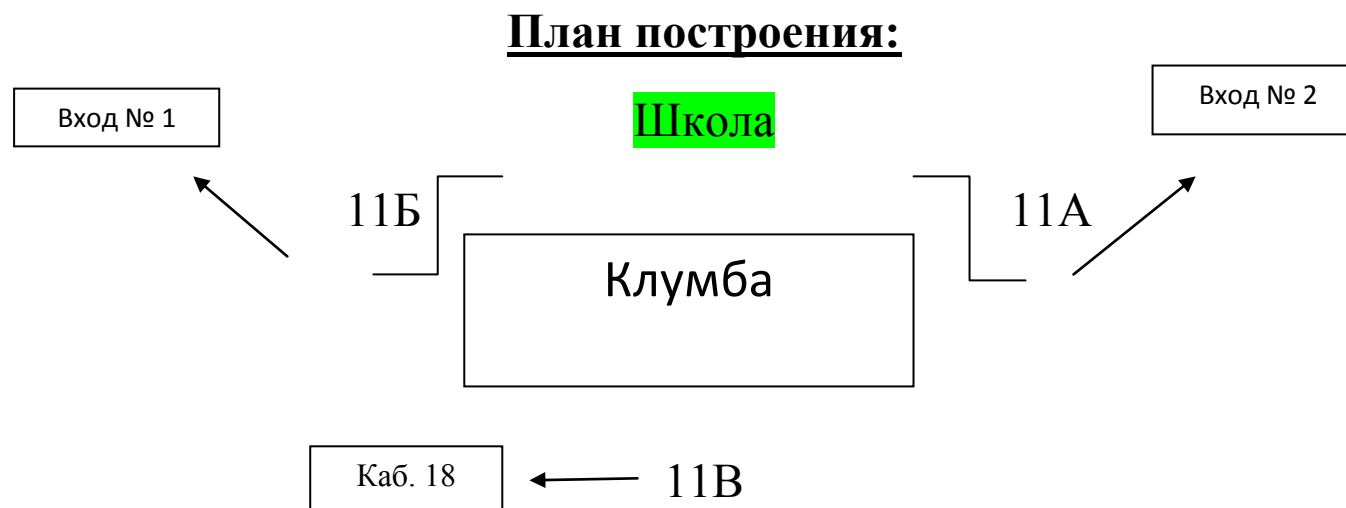 План построения:
Вход № 1
Школа
Вход № 2
11Б
11А
Клумба
Каб. 18
11В